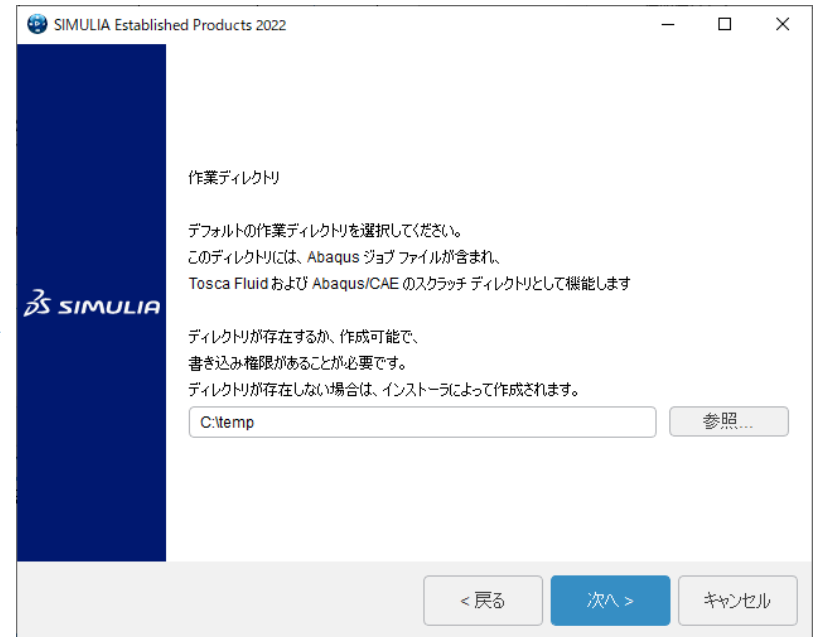 SIMULIA Established Products 2022
作業ディレクトリ
デフォルトの作業ディレクトリを選択してください。
このディレクトリには、Abaqus ジョブ ファイルが含まれ、
Tosca Fluid および Abaqus/CAE のスクラッチ ディレクトリとして機能します
SIMULIA
ディレクトリが存在するか、作成可能で、
書き込み権限があることが必要です。
ディレクトリが存在しない場合は、インストーラによって作成されます。
C:\temp
参照...
< 戻る
次へ >
キャンセル